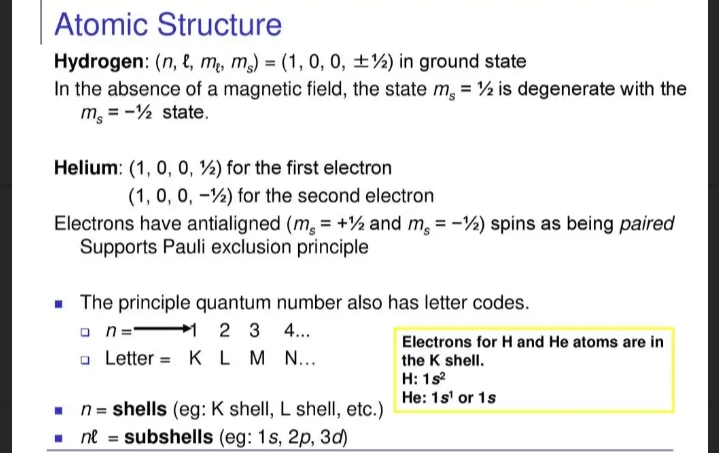 Atomic Structure
Hydrogen: (n, ℓ, mℓ, ms) = (1, 0, 0, ±½) in ground state
In the absence of a magnetic field, the state ms = ½ is degenerate with the
ms = −½ state.
Helium: (1, 0, 0, ½) for the first electron
(1, 0, 0, −½) for the second electron
Electrons have antialigned (ms = +½ and ms = −½) spins as being paired
Supports Pauli exclusion principle
The principle quantum number also has letter codes.
n = 1 2 3 4...
Letter = K L M N...
n = shells (eg: K shell, L shell, etc.)
nℓ = subshells (eg: 1s, 2p, 3d)
Electrons for H and He atoms are in
the K shell.
H: 1s²
He: 1s¹ or 1s